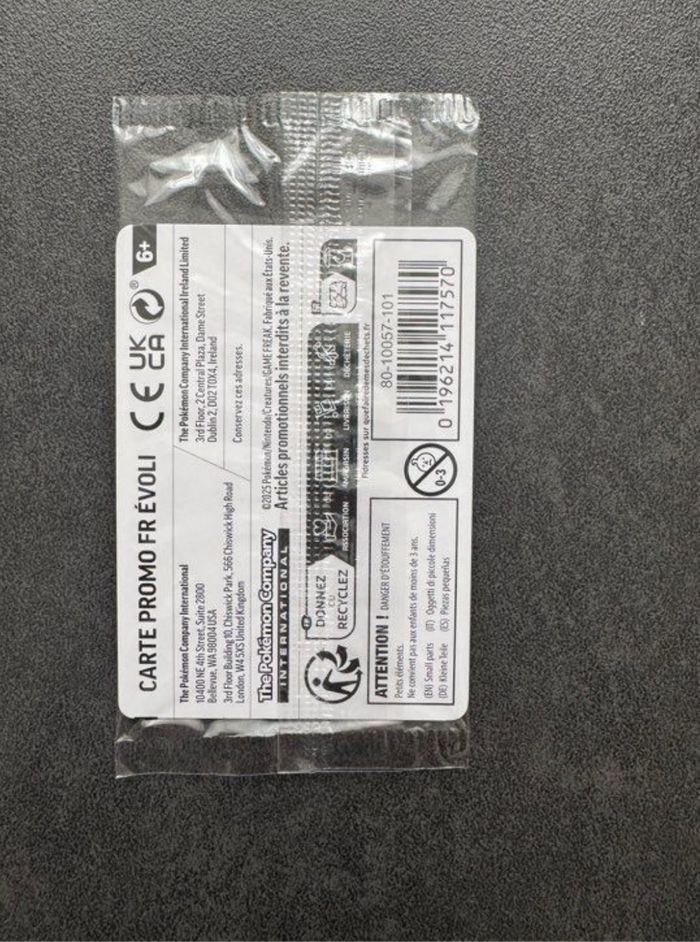 CARTE PROMO FR ÉVOLI
CE UK CA
6+
The Pokémon Company International
10400 NE 4th Street, Suite 2800
Bellevue, WA 98004 USA
3rd Floor Building 10, Chiswick Park, 566 Chiswick High Road
London, W4 5XS United Kingdom
The Pokémon Company International Ireland Limited
3rd Floor, 2 Central Plaza, Dame Street
Dublin 2, D02 T0X4, Ireland
Conservez ces adresses.
The Pokémon Company
INTERNATIONAL
©2025 Pokémon/Nintendo/Creatures/GAME FREAK. Fabriqué aux États-Unis.
Articles promotionnels interdits à la revente.
FR
DONNEZ
OU
RECYCLEZ
ASSOCIATION
MAGASIN
LIVRAISON
DÉCHÈTERIE
sur quefairedemesdechets.fr
ATTENTION ! DANGER D'ÉTOUFFEMENT
Petits éléments.
Ne convient pas aux enfants de moins de 3 ans.
(EN) Small parts (IT) Oggetti di piccole dimensioni
(DE) Kleine Teile (ES) Piezas pequeñas
0-3
80-10057-101
0 196214 117570